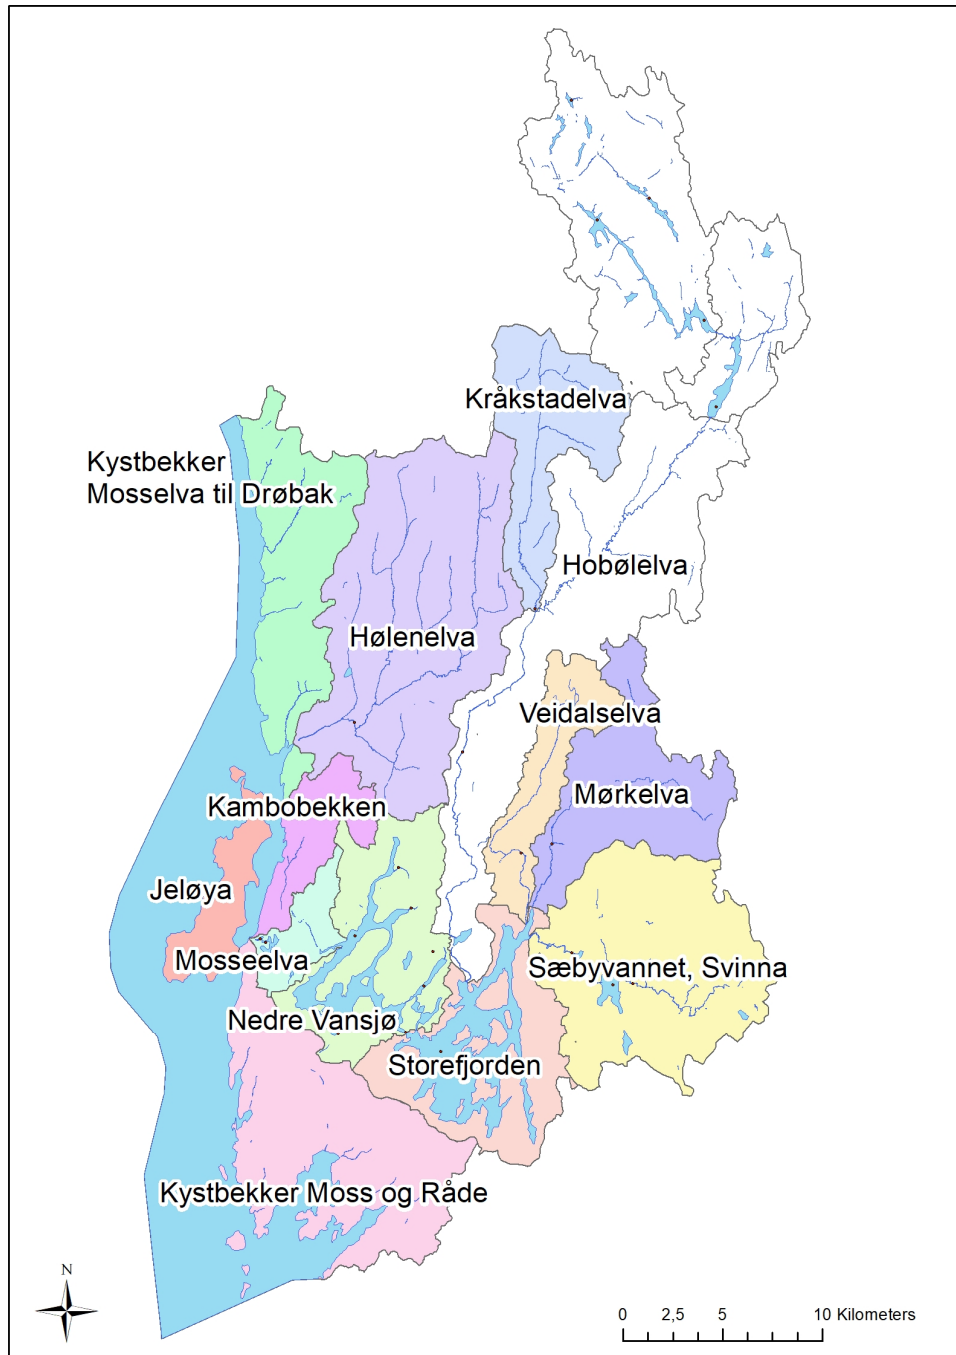 Kråkstadelva
Kystbekker
Mosselva til Drøbak
Hobølelva
Hølenelva
Veidalselva
Mørkelva
Kambobekken
Jeløya
Mosseelva
Sæbyvannet, Svinna
Nedre Vansjø
Storefjorden
Kystbekker Moss og Råde
N
0 2,5 5 10 Kilometers